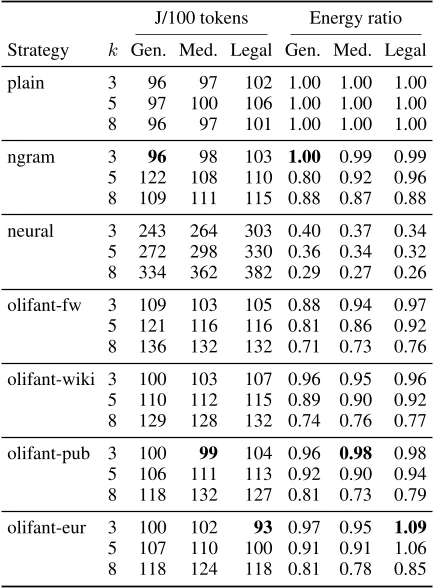 J/100 tokens Energy ratio
Strategy k Gen. Med. Legal Gen. Med. Legal
plain 3 96 97 102 1.00 1.00 1.00
5 97 100 106 1.00 1.00 1.00
8 96 97 101 1.00 1.00 1.00
ngram 3 96 98 103 1.00 0.99 0.99
5 122 108 110 0.80 0.92 0.96
8 109 111 115 0.88 0.87 0.88
neural 3 243 264 303 0.40 0.37 0.34
5 272 298 330 0.36 0.34 0.32
8 334 362 382 0.29 0.27 0.26
olifant-fw 3 109 103 105 0.88 0.94 0.97
5 121 116 116 0.81 0.86 0.92
8 136 132 132 0.71 0.73 0.76
olifant-wiki 3 100 103 107 0.96 0.95 0.96
5 110 112 115 0.89 0.90 0.92
8 129 128 132 0.74 0.76 0.77
olifant-pub 3 100 99 104 0.96 0.98 0.98
5 106 111 113 0.92 0.90 0.94
8 118 132 127 0.81 0.73 0.79
olifant-eur 3 100 102 93 0.97 0.95 1.09
5 107 110 100 0.91 0.91 1.06
8 118 124 118 0.81 0.78 0.85